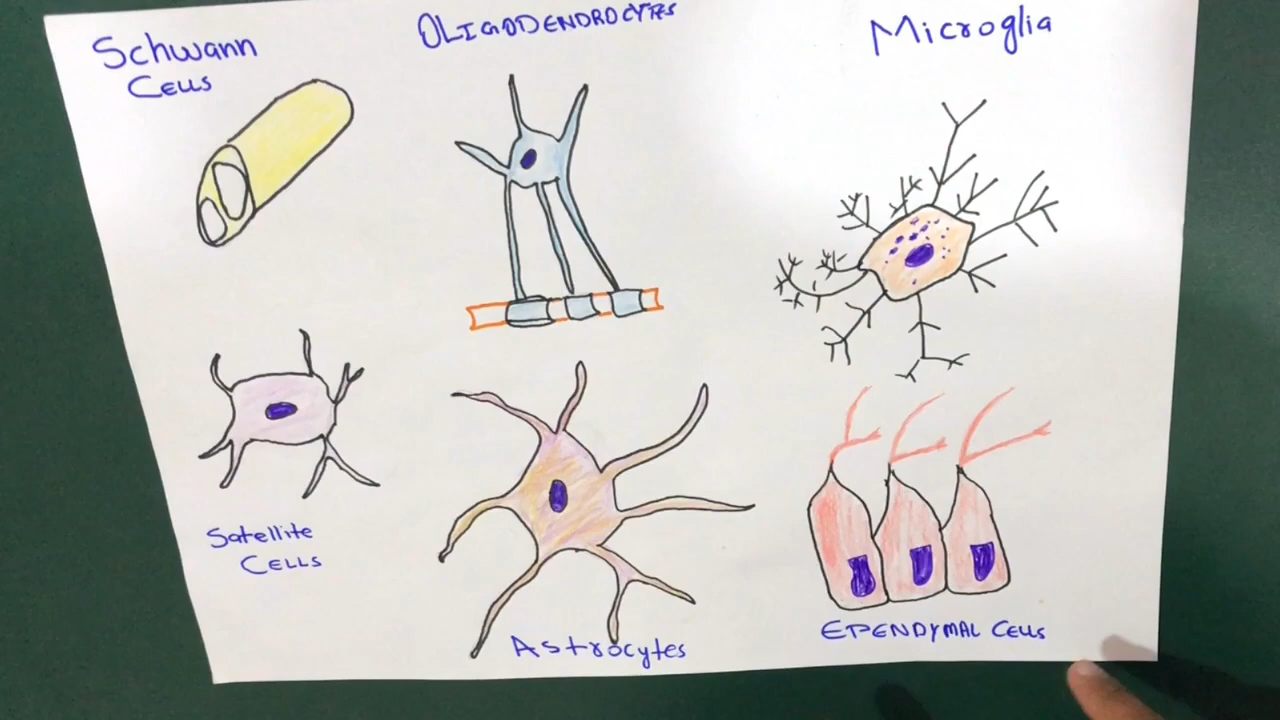 Schwann
Cells
OLIGODENDROCYTES
Microglia
Satellite
CELLS
Astrocytes
EPENDYMAL Cells